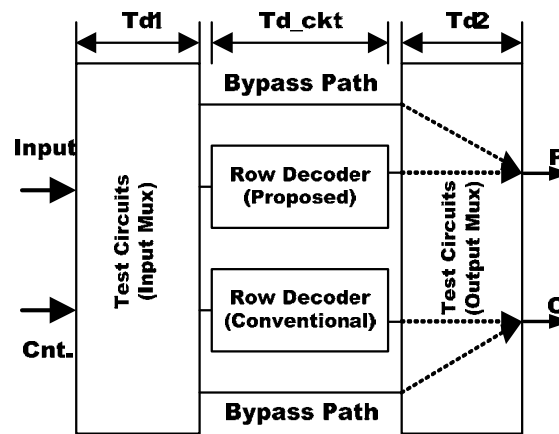 Td1 Td_ckt Td2
Bypass Path
Input
Row Decoder
(Proposed)
Test Circuits
(Input Mux)
Test Circuits
(Output Mux)
Row Decoder
(Conventional)
Cnt.
Bypass Path